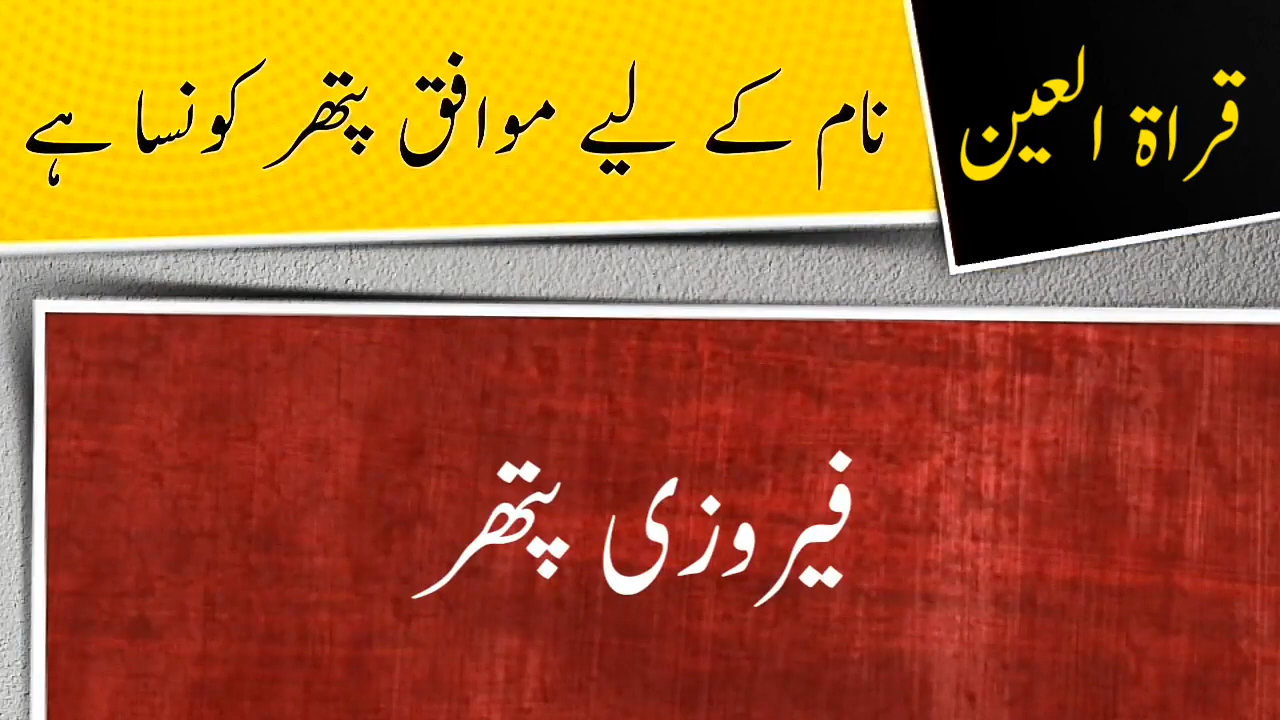 قراۃ العین
نام کے لیے موافق پتھر کونسا ہے
فیروزی پتھر